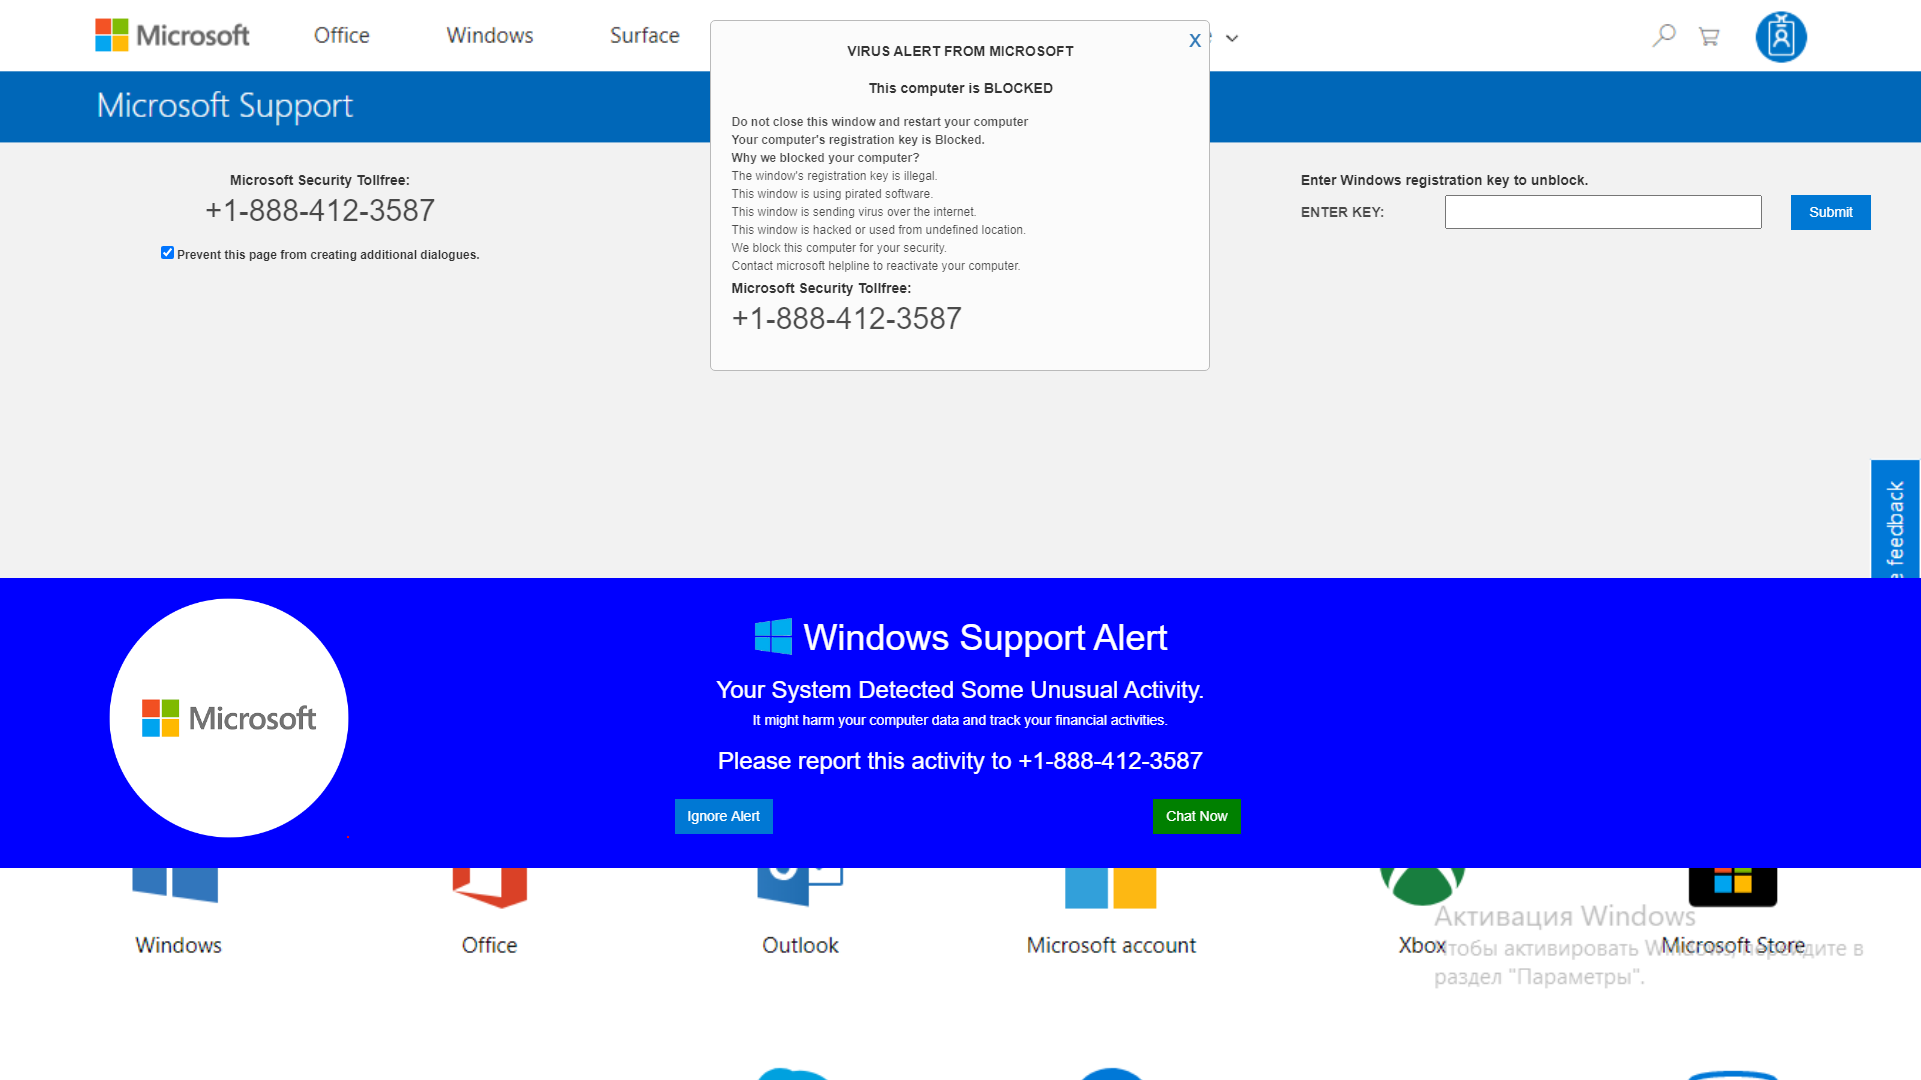 Microsoft
Office
Windows
Surface
VIRUS ALERT FROM MICROSOFT
X
This computer is BLOCKED
Do not close this window and restart your computer
Your computer's registration key is Blocked.
Why we blocked your computer?
The window's registration key is illegal.
This window is using pirated software.
This window is sending virus over the internet.
This window is hacked or used from undefined location.
We block this computer for your security.
Contact microsoft helpline to reactivate your computer.
Microsoft Security Tollfree:
+1-888-412-3587
Microsoft Support
Microsoft Security Tollfree:
+1-888-412-3587
Prevent this page from creating additional dialogues.
Enter Windows registration key to unblock.
ENTER KEY:
Submit
feedback
Microsoft
Windows Support Alert
Your System Detected Some Unusual Activity.
It might harm your computer data and track your financial activities.
Please report this activity to +1-888-412-3587
Ignore Alert
Chat Now
Windows
Office
Outlook
Microsoft account
Xbox
Microsoft Store
Активация Windows
Чтобы активировать Windows, перейдите в
раздел "Параметры".